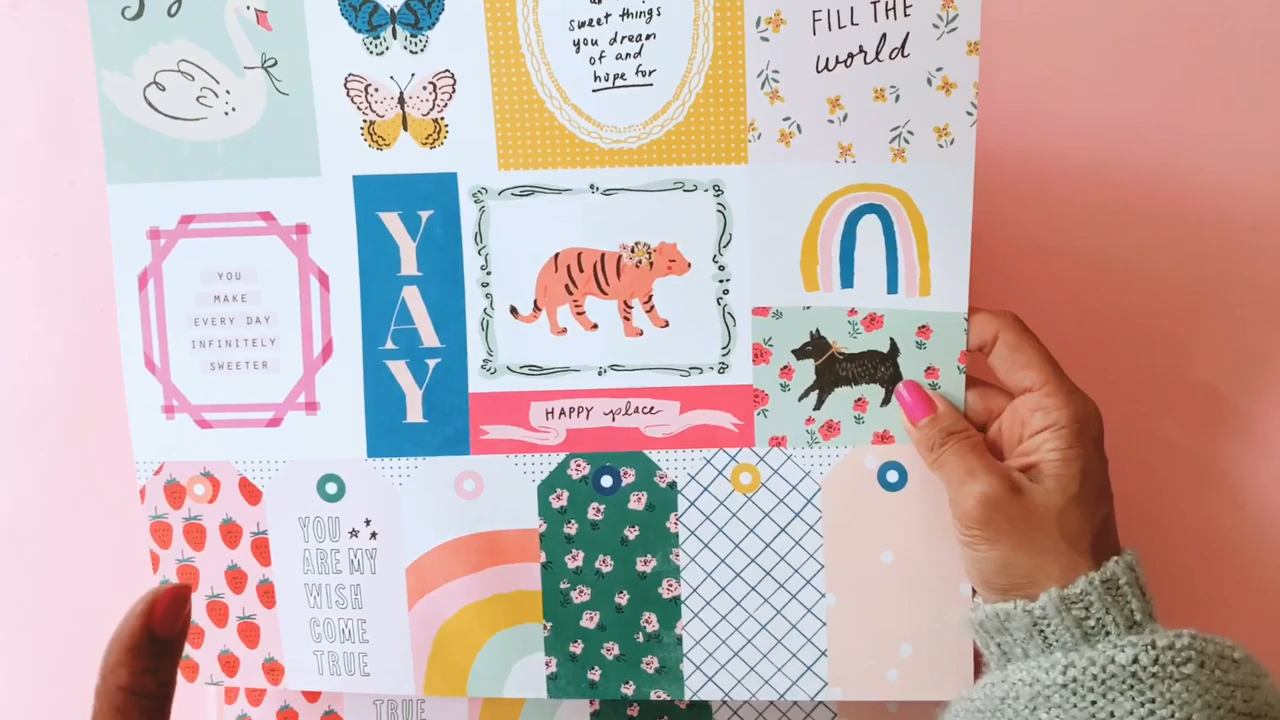 sweet things
you dream
of and
hope for
FILL THE
world
YOU
MAKE
EVERY DAY
INFINITELY
SWEETER
YAY
HAPPY place
YOU
ARE MY
WISH
COME
TRUE
TRUE